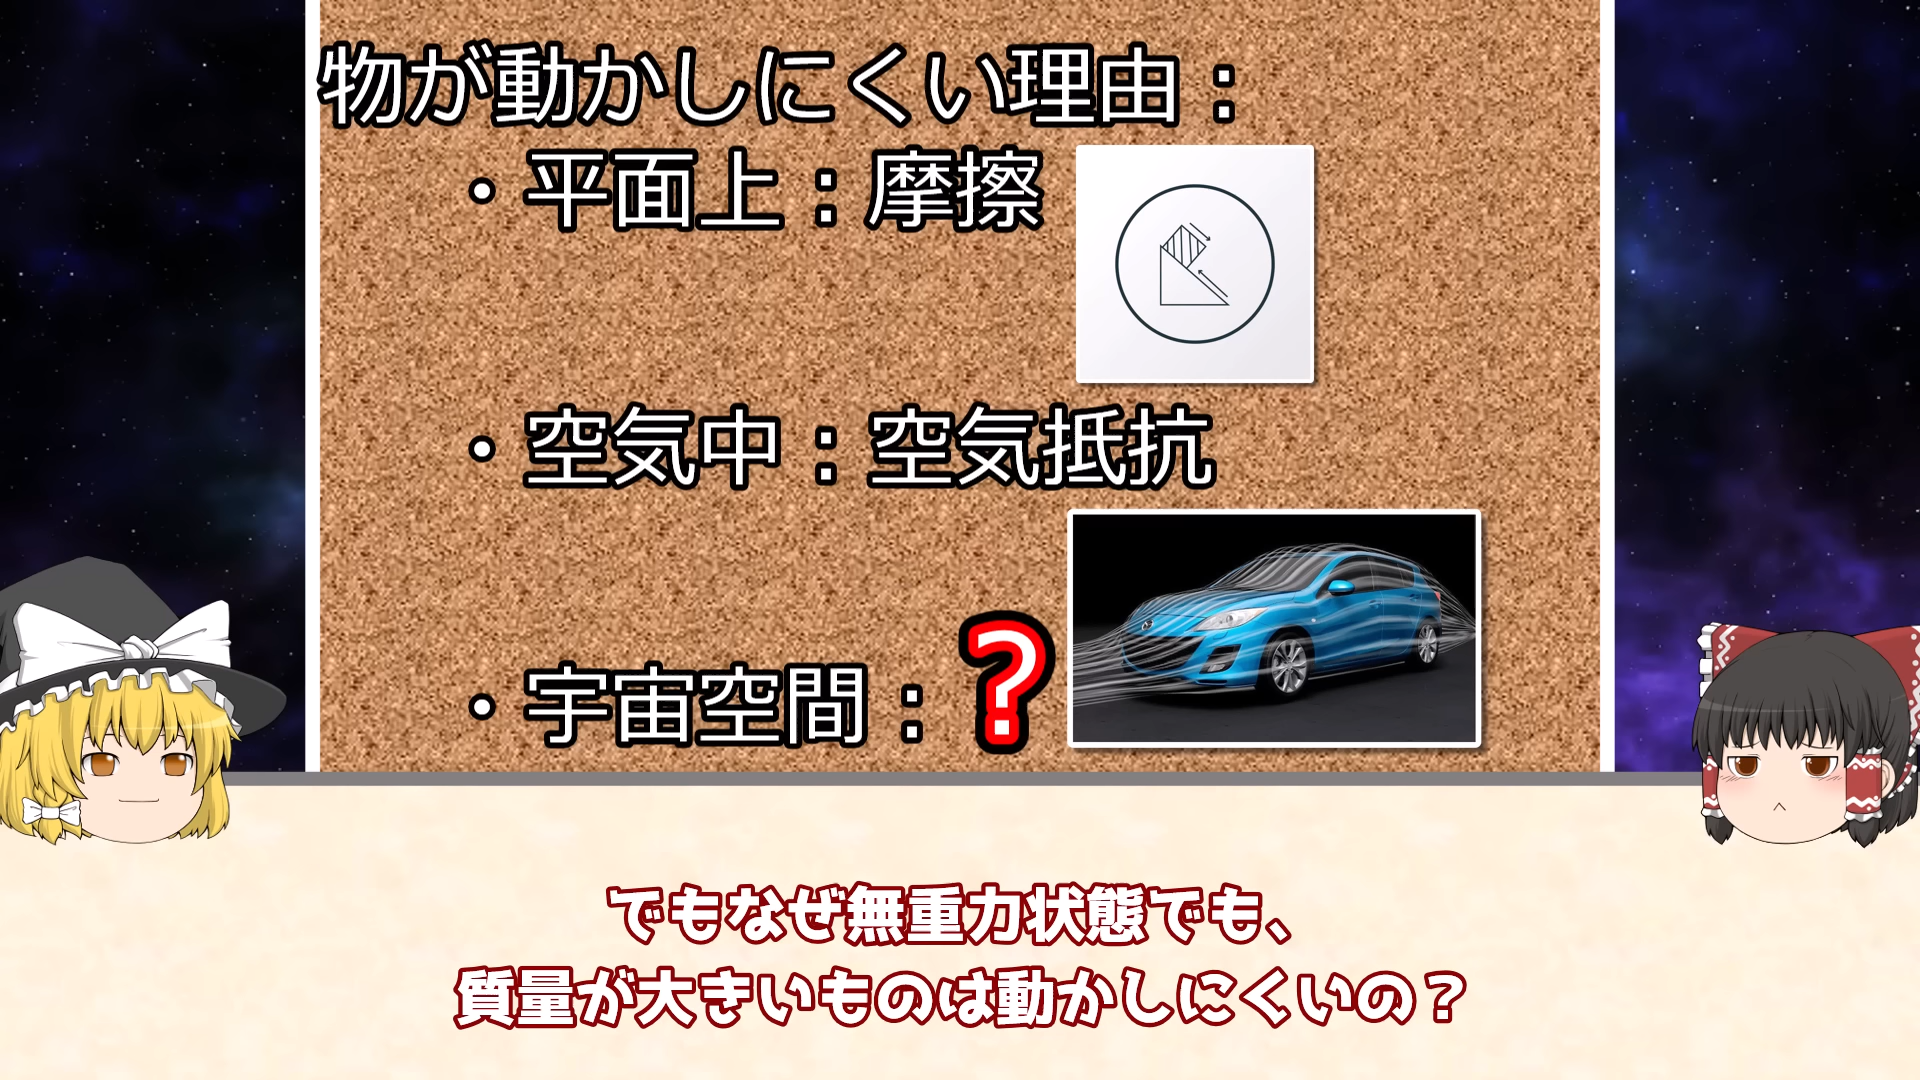 物が動かしにくい理由：
・平面上：摩擦
・空気中：空気抵抗
・宇宙空間：？
でもなぜ無重力状態でも、
質量が大きいものは動かしにくいの？